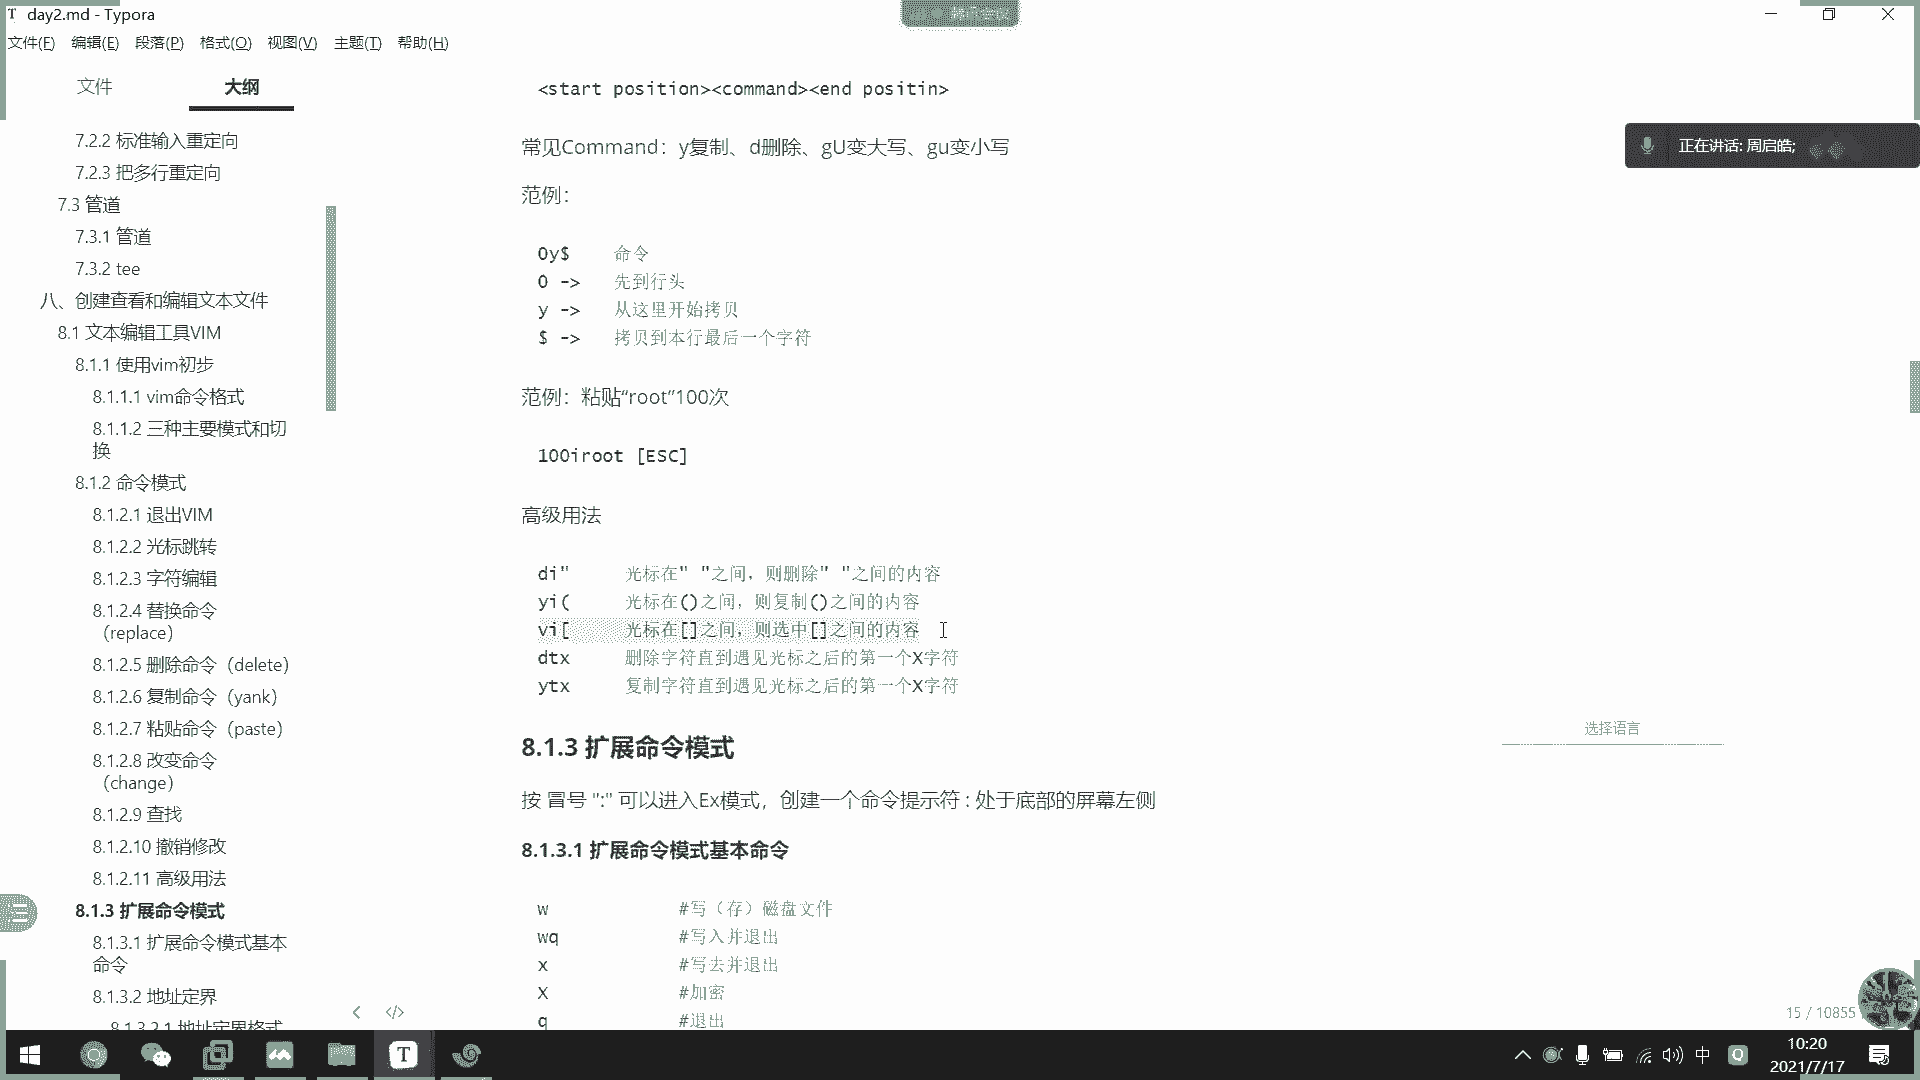 T day2.md - Typora
文件(F) 编辑(E) 段落(P) 格式(O) 视图(V) 主题(T) 帮助(H)
文件 大纲
7.2.2 标准输入重定向
7.2.3 把多行重定向
7.3 管道
7.3.1 管道
7.3.2 tee
八、创建查看和编辑文本文件
8.1 文本编辑工具VIM
8.1.1 使用vim初步
8.1.1.1 vim命令格式
8.1.1.2 三种主要模式和切
换
8.1.2 命令模式
8.1.2.1 退出VIM
8.1.2.2 光标跳转
8.1.2.3 字符编辑
8.1.2.4 替换命令
（replace）
8.1.2.5 删除命令（delete）
8.1.2.6 复制命令（yank）
8.1.2.7 粘贴命令（paste）
8.1.2.8 改变命令
（change）
8.1.2.9 查找
8.1.2.10 撤销修改
8.1.2.11 高级用法
8.1.3 扩展命令模式
8.1.3.1 扩展命令模式基本
命令
8.1.3.2 地址定界
8.1.3.2.1 地址定界格式
<start position><command><end positin>
常见Command：y复制、d删除、gU变大写、gu变小写
范例：
0y$ 命令
0 -> 先到行头
y -> 从这里开始拷贝
$ -> 拷贝到本行最后一个字符
范例：粘贴“root”100次
100iroot [ESC]
高级用法
di" 光标在" "之间，则删除" "之间的内容
yi( 光标在()之间，则复制()之间的内容
vi[ 光标在[]之间，则选中[]之间的内容
dtx 删除字符直到遇见光标之后的第一个X字符
ytx 复制字符直到遇见光标之后的第一个X字符
选择语言
8.1.3 扩展命令模式
按 冒号 ":" 可以进入Ex模式，创建一个命令提示符 : 处于底部的屏幕左侧
8.1.3.1 扩展命令模式基本命令
w #写（存）磁盘文件
wq #写入并退出
x #写去并退出
X #加密
q #退出
正在讲话: 周启皓;
15 / 10855
T
中
Q
10:20
2021/7/17